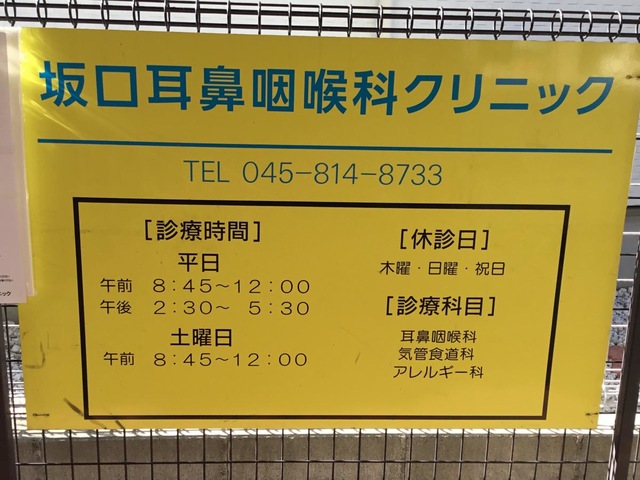 坂口耳鼻咽喉科クリニック
TEL 045-814-8733
[診療時間]
平日
午前 8:45～12:00
午後 2:30～ 5:30
土曜日
午前 8:45～12:00
[休診日]
木曜・日曜・祝日
[診療科目]
耳鼻咽喉科
気管食道科
アレルギー科